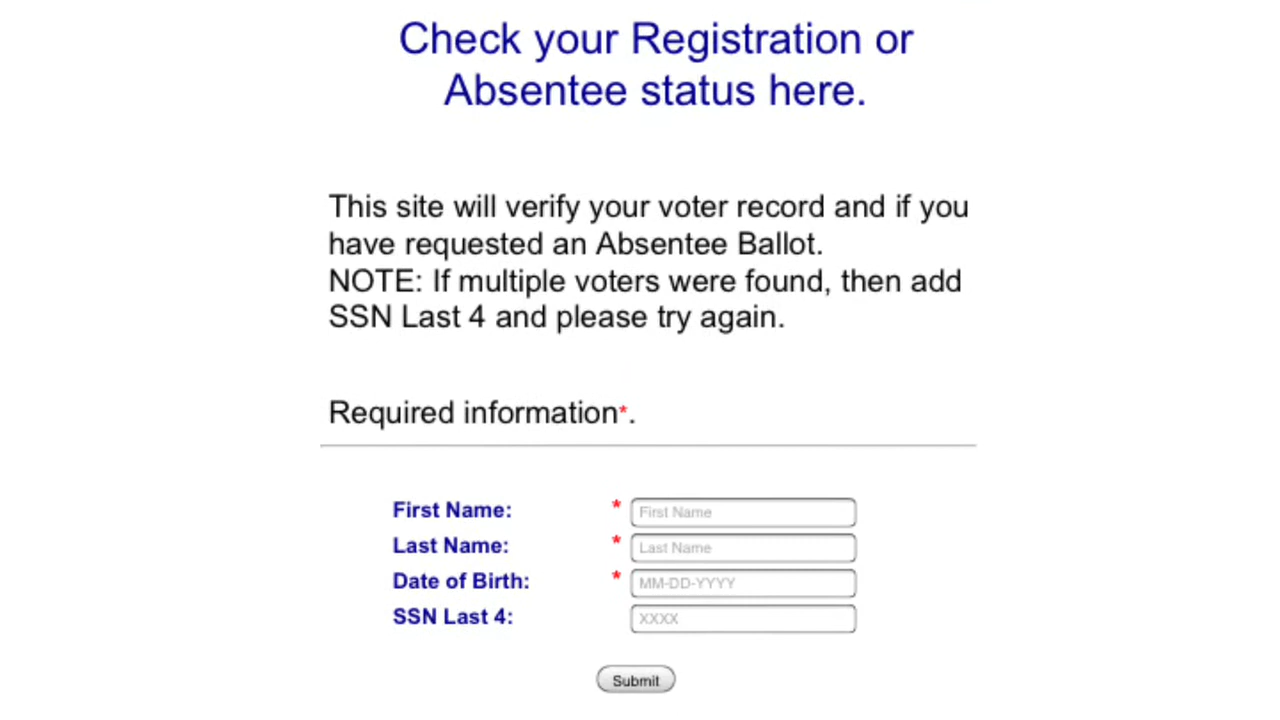 Check your Registration or
Absentee status here.
This site will verify your voter record and if you
have requested an Absentee Ballot.
NOTE: If multiple voters were found, then add
SSN Last 4 and please try again.
Required information*.
First Name: * First Name
Last Name: * Last Name
Date of Birth: * MM-DD-YYYY
SSN Last 4: XXXX
Submit